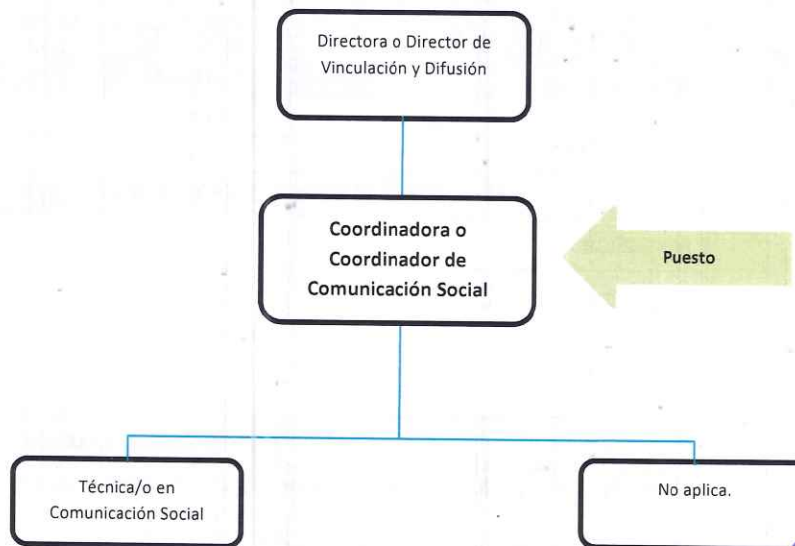 Directora o Director de
Vinculación y Difusión
Coordinadora o
Coordinador de
Comunicación Social
Puesto
Técnica/o en
Comunicación Social
No aplica.